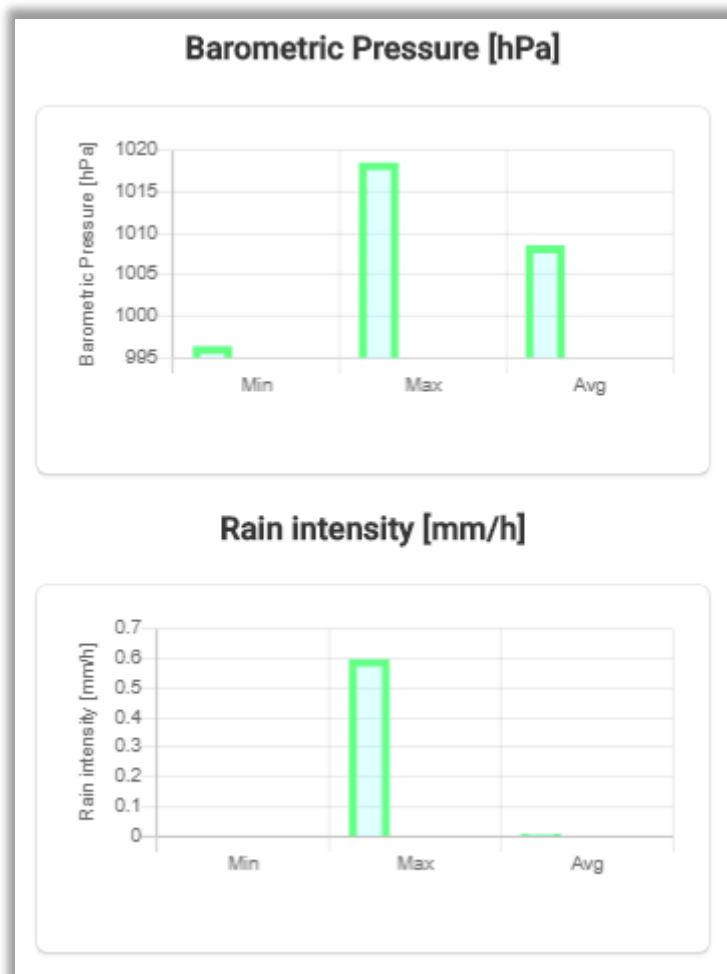 Barometric Pressure [hPa]
Barometric Pressure [hPa]
1020
1015
1010
1005
1000
995
Min Max Avg
Rain intensity [mm/h]
Rain intensity [mm/h]
0.7
0.6
0.5
0.4
0.3
0.2
0.1
0
Min Max Avg